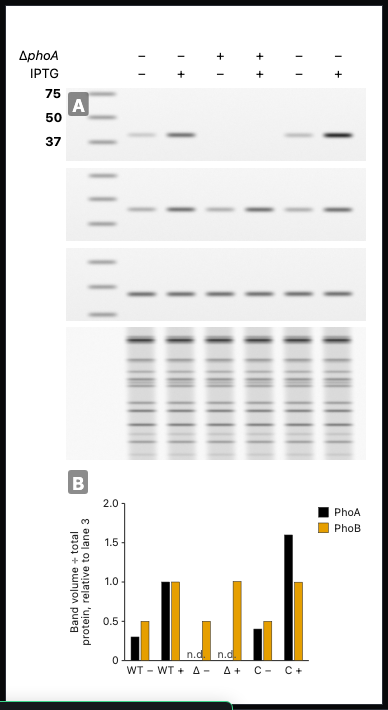 ΔphoA – – + + – –
IPTG – + – + – +
75
A
50
37
B
2.0
1.5
1.0
0.5
0
Band volume ÷ total
protein, relative to lane 3
PhoA
PhoB
n.d. n.d.
WT – WT + Δ – Δ + C – C +